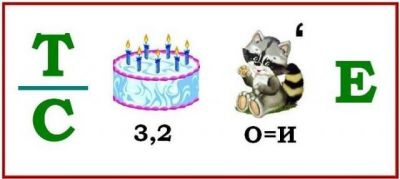 Т
С
3,2
‘
О=И
Е